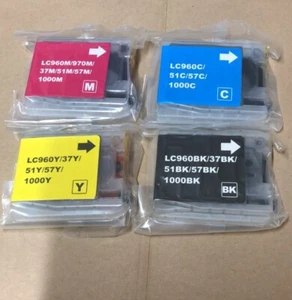 LC960M/970M/
37M/51M/57M/
1000M
M
LC960C/
51C/57C/
1000C
C
LC960Y/37Y/
51Y/57Y/
1000Y
Y
LC960BK/37BK/
51BK/57BK/
1000BK
BK